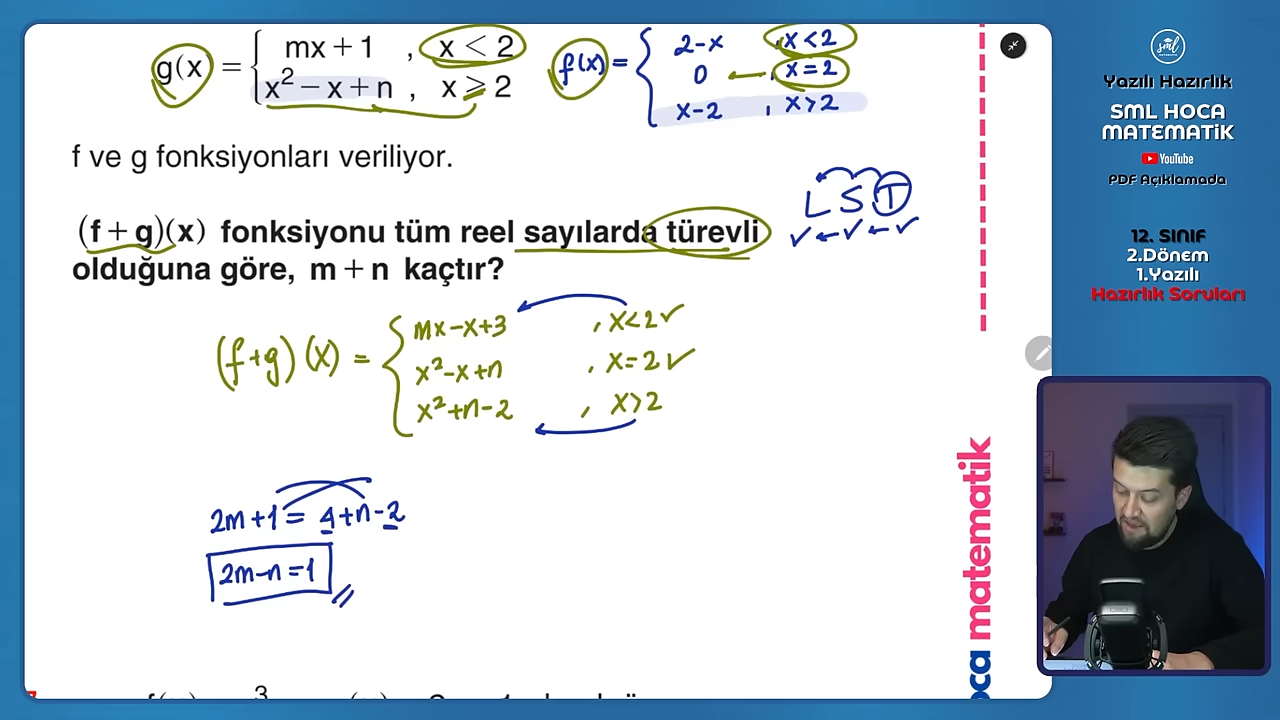 g(x) = { mx + 1 , x < 2
x² − x + n , x ⩾ 2
f(x) = { 2-x , x<2
0 , x=2
x-2 , x>2
f ve g fonksiyonları veriliyor.
(f + g)(x) fonksiyonu tüm reel sayılarda türevli
olduğuna göre, m + n kaçtır?
L S T
✓ ← ✓ ← ✓
(f+g)(x) = { mx-x+3 , x<2 ✓
x²-x+n , x=2 ✓
x²+n-2 , x>2
2m+1 = 4+n-2
2m-n=1
oca matematik
sml
Yazılı Hazırlık
SML HOCA
MATEMATİK
YouTube
PDF Açıklamada
12. SINIF
2.Dönem
1.Yazılı
Hazırlık Soruları